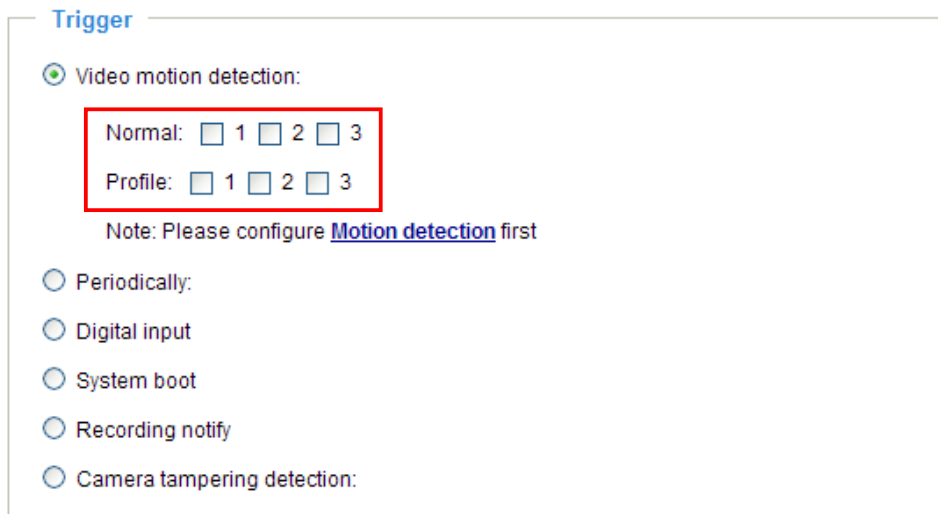 Trigger
Video motion detection:
Normal: 1 2 3
Profile: 1 2 3
Note: Please configure Motion detection first
Periodically:
Digital input
System boot
Recording notify
Camera tampering detection: